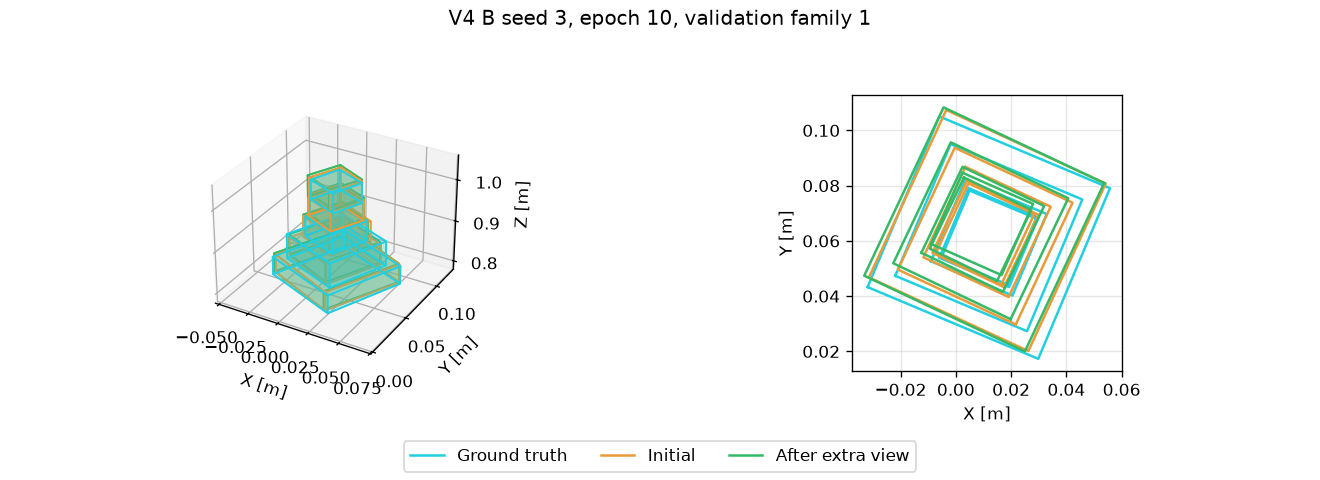 V4 B seed 3, epoch 10, validation family 1
1.0
0.9
0.8
Z [m]
0.10
0.05
0.00
Y [m]
−0.050
−0.025
0.000
0.025
0.050
0.075
X [m]
0.10
0.08
0.06
0.04
0.02
Y [m]
−0.02 0.00 0.02 0.04 0.06
X [m]
Ground truth Initial After extra view